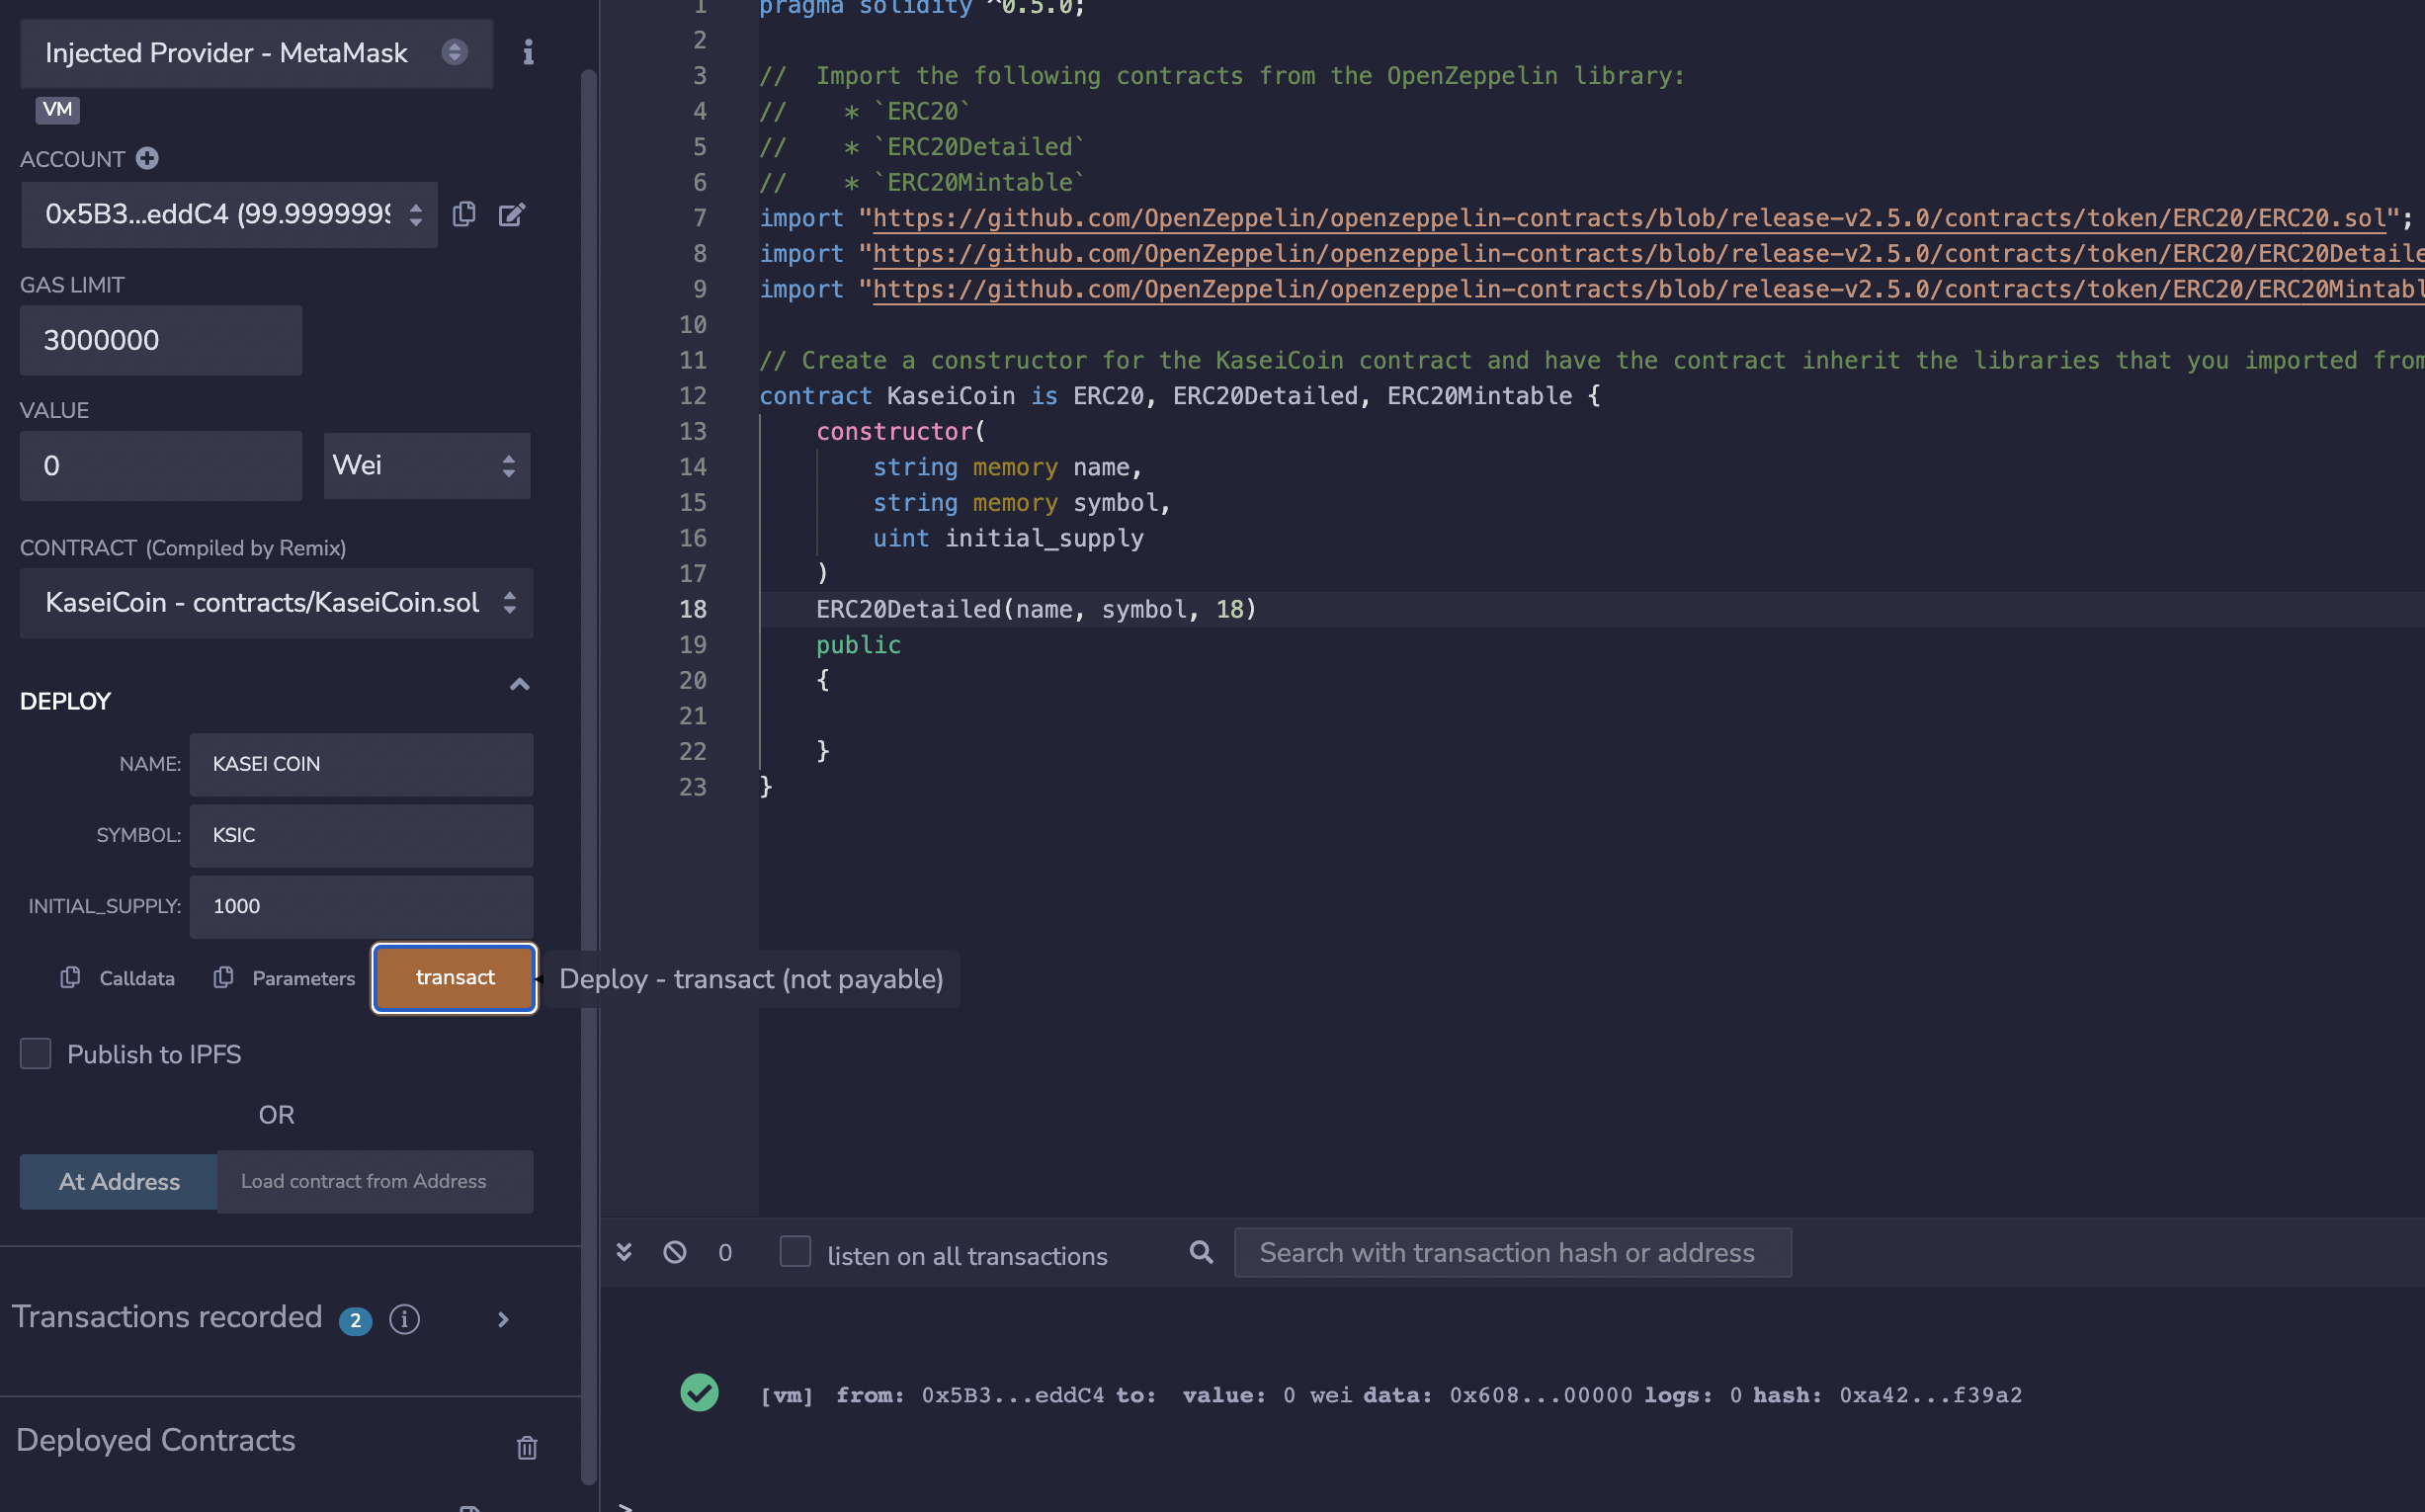 Injected Provider - MetaMask
VM
ACCOUNT
0x5B3...eddC4 (99.9999999
GAS LIMIT
3000000
VALUE
0
Wei
CONTRACT (Compiled by Remix)
KaseiCoin - contracts/KaseiCoin.sol
DEPLOY
NAME: KASEI COIN
SYMBOL: KSIC
INITIAL_SUPPLY: 1000
Calldata Parameters transact
Deploy - transact (not payable)
Publish to IPFS
OR
At Address Load contract from Address
Transactions recorded 2
Deployed Contracts
1 pragma solidity ^0.5.0;
2
3 //  Import the following contracts from the OpenZeppelin library:
4 //    * `ERC20`
5 //    * `ERC20Detailed`
6 //    * `ERC20Mintable`
7 import "https://github.com/OpenZeppelin/openzeppelin-contracts/blob/release-v2.5.0/contracts/token/ERC20/ERC20.sol";
8 import "https://github.com/OpenZeppelin/openzeppelin-contracts/blob/release-v2.5.0/contracts/token/ERC20/ERC20Detaile
9 import "https://github.com/OpenZeppelin/openzeppelin-contracts/blob/release-v2.5.0/contracts/token/ERC20/ERC20Mintabl
10
11 // Create a constructor for the KaseiCoin contract and have the contract inherit the libraries that you imported from
12 contract KaseiCoin is ERC20, ERC20Detailed, ERC20Mintable {
13     constructor(
14         string memory name,
15         string memory symbol,
16         uint initial_supply
17     )
18     ERC20Detailed(name, symbol, 18)
19     public
20     {
21
22     }
23 }
0 listen on all transactions Search with transaction hash or address
[vm] from: 0x5B3...eddC4 to: value: 0 wei data: 0x608...00000 logs: 0 hash: 0xa42...f39a2
>